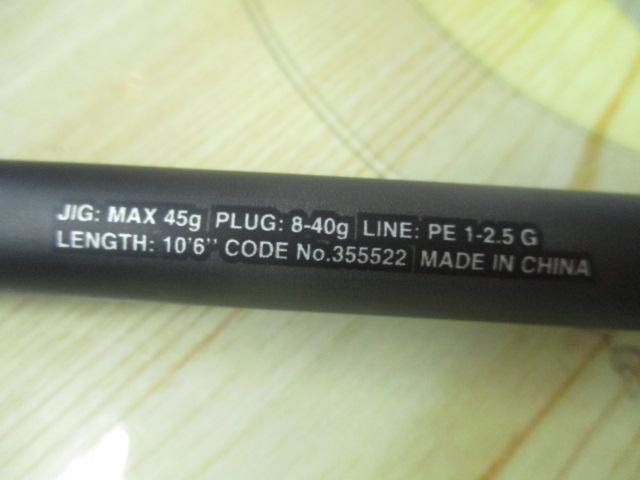 JIG: MAX 45g PLUG: 8-40g LINE: PE 1-2.5 G
LENGTH: 10'6'' CODE No.355522 MADE IN CHINA